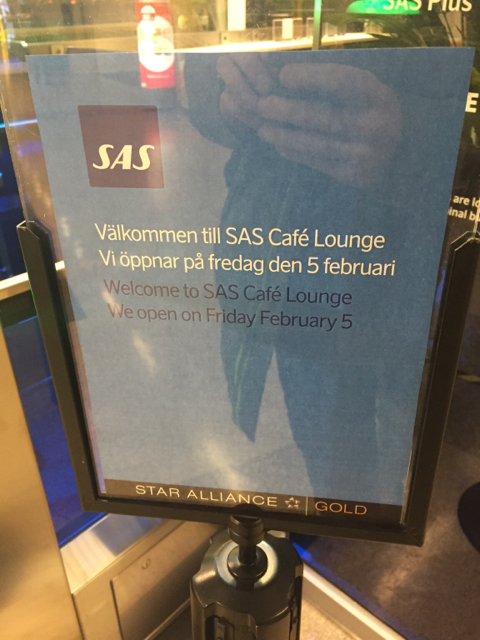 SAS Plus
SAS
Välkommen till SAS Café Lounge
Vi öppnar på fredag den 5 februari
Welcome to SAS Café Lounge
We open on Friday February 5
STAR ALLIANCE GOLD
are